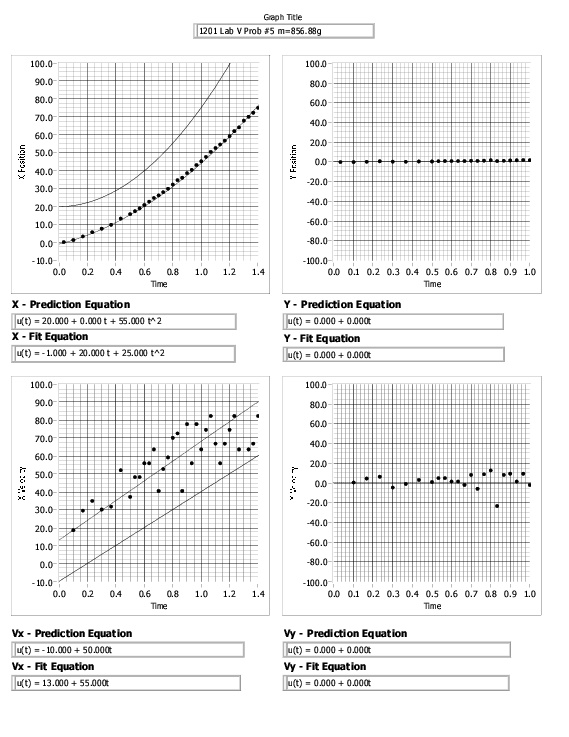 Graph Title
1201 Lab V Prob #5 m=856.88g
100.0
90.0
80.0
70.0
60.0
50.0
40.0
30.0
20.0
10.0
0.0
-10.0
X Position
0.0 0.2 0.4 0.6 0.8 1.0 1.2 1.4
Time
100.0
80.0
60.0
40.0
20.0
0.0
-20.0
-40.0
-60.0
-80.0
-100.0
Y Position
0.0 0.1 0.2 0.3 0.4 0.5 0.6 0.7 0.8 0.9 1.0
Time
X - Prediction Equation
u(t) = 20.000 + 0.000 t + 55.000 t^2
X - Fit Equation
u(t) = -1.000 + 20.000 t + 25.000 t^2
Y - Prediction Equation
u(t) = 0.000 + 0.000t
Y - Fit Equation
u(t) = 0.000 + 0.000t
100.0
90.0
80.0
70.0
60.0
50.0
40.0
30.0
20.0
10.0
0.0
-10.0
X Velocity
0.0 0.2 0.4 0.6 0.8 1.0 1.2 1.4
Time
100.0
80.0
60.0
40.0
20.0
0.0
-20.0
-40.0
-60.0
-80.0
-100.0
Y Velocity
0.0 0.1 0.2 0.3 0.4 0.5 0.6 0.7 0.8 0.9 1.0
Time
Vx - Prediction Equation
u(t) = -10.000 + 50.000t
Vx - Fit Equation
u(t) = 13.000 + 55.000t
Vy - Prediction Equation
u(t) = 0.000 + 0.000t
Vy - Fit Equation
u(t) = 0.000 + 0.000t